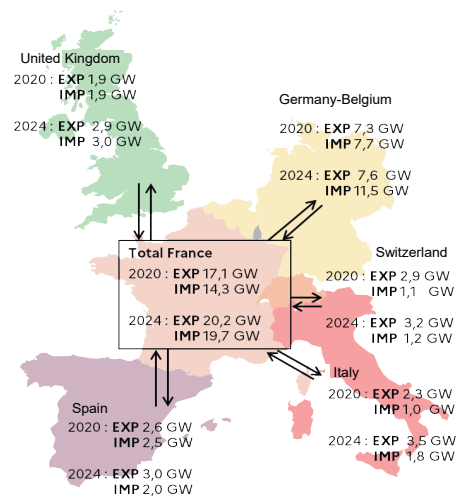 United Kingdom
2020 : EXP 1,9 GW
IMP 1,9 GW
2024 : EXP 2,9 GW
IMP 3,0 GW
Germany-Belgium
2020 : EXP 7,3 GW
IMP 7,7 GW
2024 : EXP 7,6 GW
IMP 11,5 GW
Total France
2020 : EXP 17,1 GW
IMP 14,3 GW
2024 : EXP 20,2 GW
IMP 19,7 GW
Switzerland
2020 : EXP 2,9 GW
IMP 1,1 GW
2024 : EXP 3,2 GW
IMP 1,2 GW
Italy
2020 : EXP 2,3 GW
IMP 1,0 GW
2024 : EXP 3,5 GW
IMP 1,8 GW
Spain
2020 : EXP 2,6 GW
IMP 2,5 GW
2024 : EXP 3,0 GW
IMP 2,0 GW